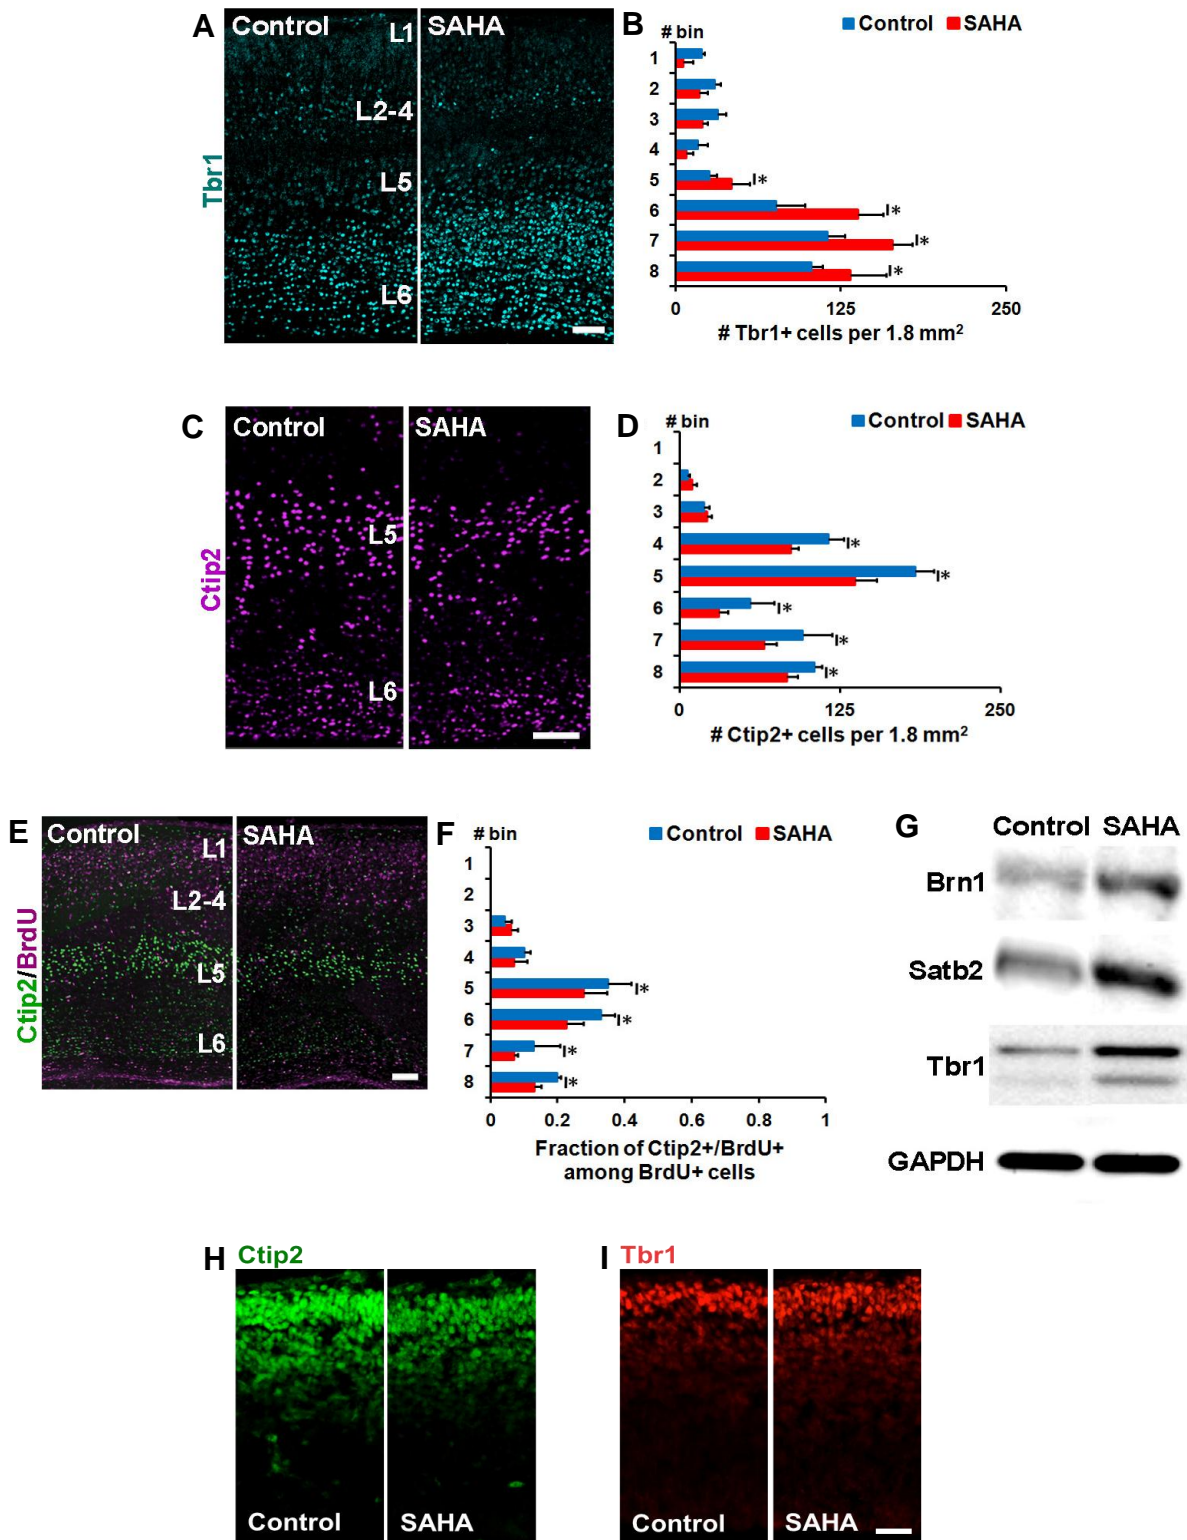 A
Control
SAHA
L1
L2-4
L5
L6
Tbr1
B
# bin
Control
SAHA
1
2
3
4
5
I*
6
I*
7
I*
8
I*
0
125
250
# Tbr1+ cells per 1.8 mm²
C
Control
SAHA
L5
L6
Ctip2
D
# bin
Control
SAHA
1
2
3
4
I*
5
I*
6
I*
7
I*
8
I*
0
125
250
# Ctip2+ cells per 1.8 mm²
E
Control
SAHA
L1
L2-4
L5
L6
Ctip2/BrdU
F
# bin
Control
SAHA
1
2
3
4
5
I*
6
I*
7
I*
8
I*
0
0.2
0.4
0.6
0.8
1
Fraction of Ctip2+/BrdU+
among BrdU+ cells
G
Control SAHA
Brn1
Satb2
Tbr1
GAPDH
H
Ctip2
Control
SAHA
I
Tbr1
Control
SAHA